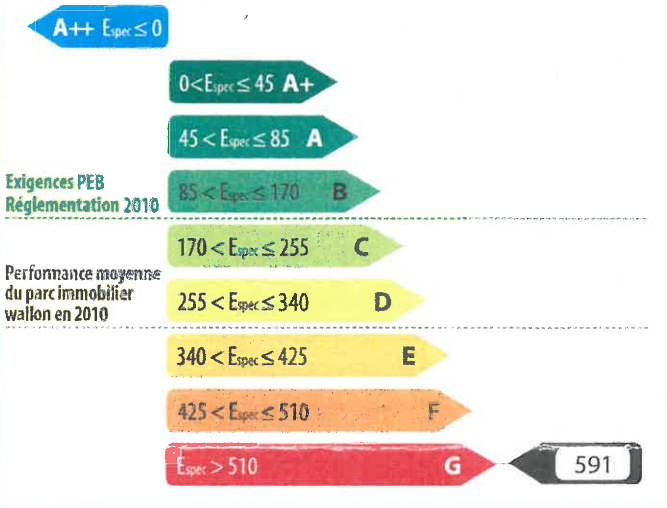 A++ Espec ≤ 0
0 < Espec ≤ 45 A+
45 < Espec ≤ 85 A
Exigences PEB
Réglementation 2010
85 < Espec ≤ 170 B
170 < Espec ≤ 255 C
Performance moyenne
du parc immobilier
wallon en 2010
255 < Espec ≤ 340 D
340 < Espec ≤ 425 E
425 < Espec ≤ 510 F
Espec > 510 G
591